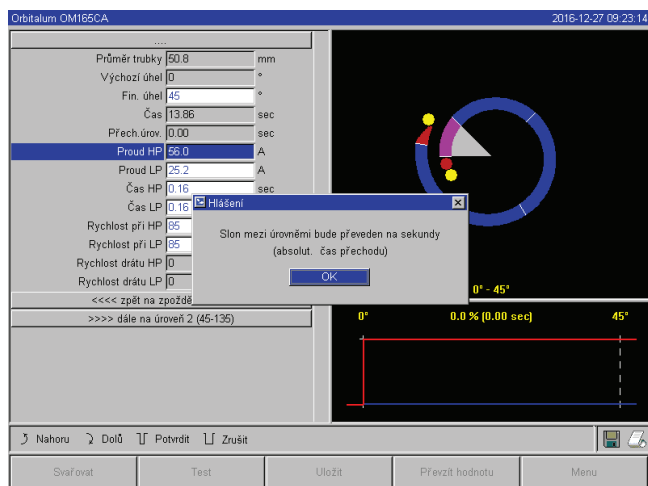 Orbitalum OM165CA 2016-12-27 09:23:14
....
Průměr trubky 50.8 mm
Výchozí úhel 0 °
Fin. úhel 45 °
Čas 13.86 sec
Přech.úrov. 0.00 sec
Proud HP 56.0 A
Proud LP 25.2 A
Čas HP 0.16 sec
Čas LP 0.16
Rychlost při HP 85
Rychlost při LP 85
Rychlost drátu HP 0
Rychlost drátu LP 0
<<<< zpět na zpoždě
>>>> dále na úroveň 2 (45-135)
Hlášení
Slon mezi úrovněmi bude převeden na sekundy
(absolut. čas přechodu)
OK
0° - 45°
0° 0.0 % (0.00 sec) 45°
Nahoru Dolů Potvrdit Zrušit
Svařovat Test Uložit Převzít hodnotu Menu